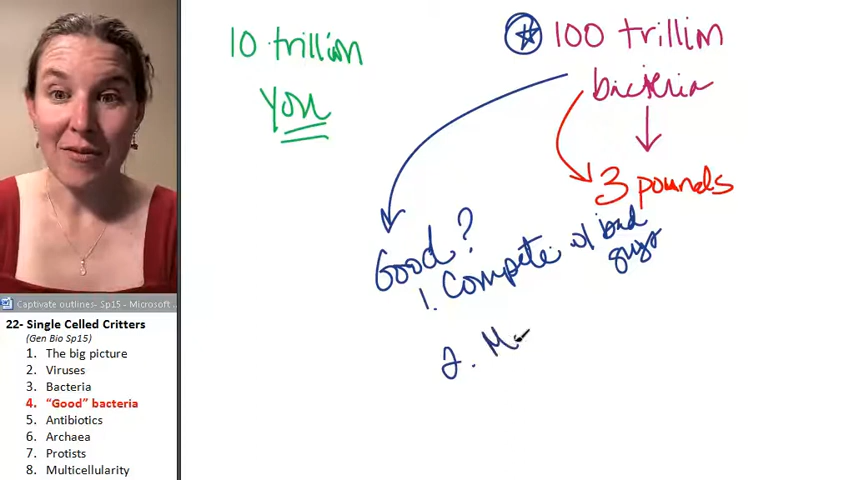 10 trillion
you
100 trillion
bacteria
3 pounds
Good?
1. Compete w/ bad
guys
2. M
Captivate outlines- Sp15 - Microsoft
22- Single Celled Critters
(Gen Bio Sp15)
1. The big picture
2. Viruses
3. Bacteria
4. “Good” bacteria
5. Antibiotics
6. Archaea
7. Protists
8. Multicellularity